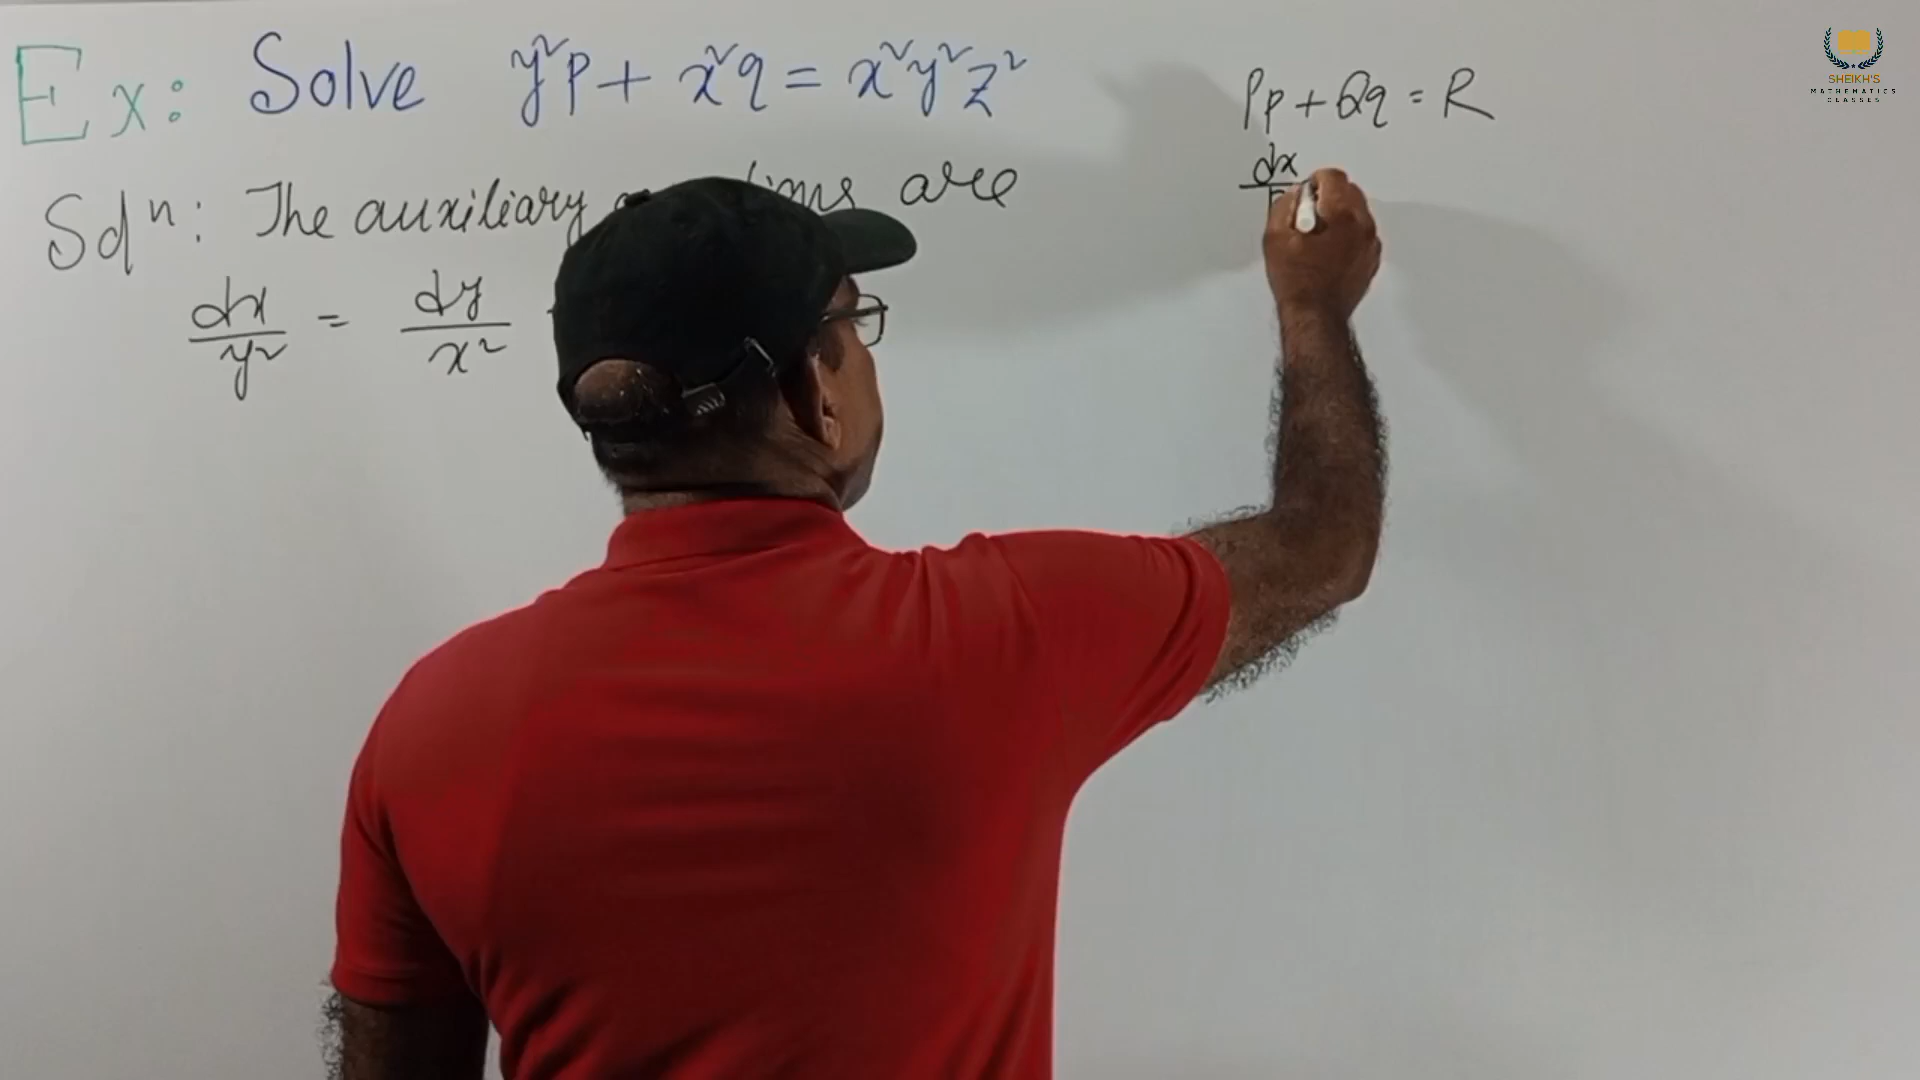 Ex: Solve y²p + x²q = x²y²z²
Solⁿ: The auxiliary are
dx/y² = dy/x²
Pp + Qq = R
dx
SHEIKH'S
MATHEMATICS
CLASSES